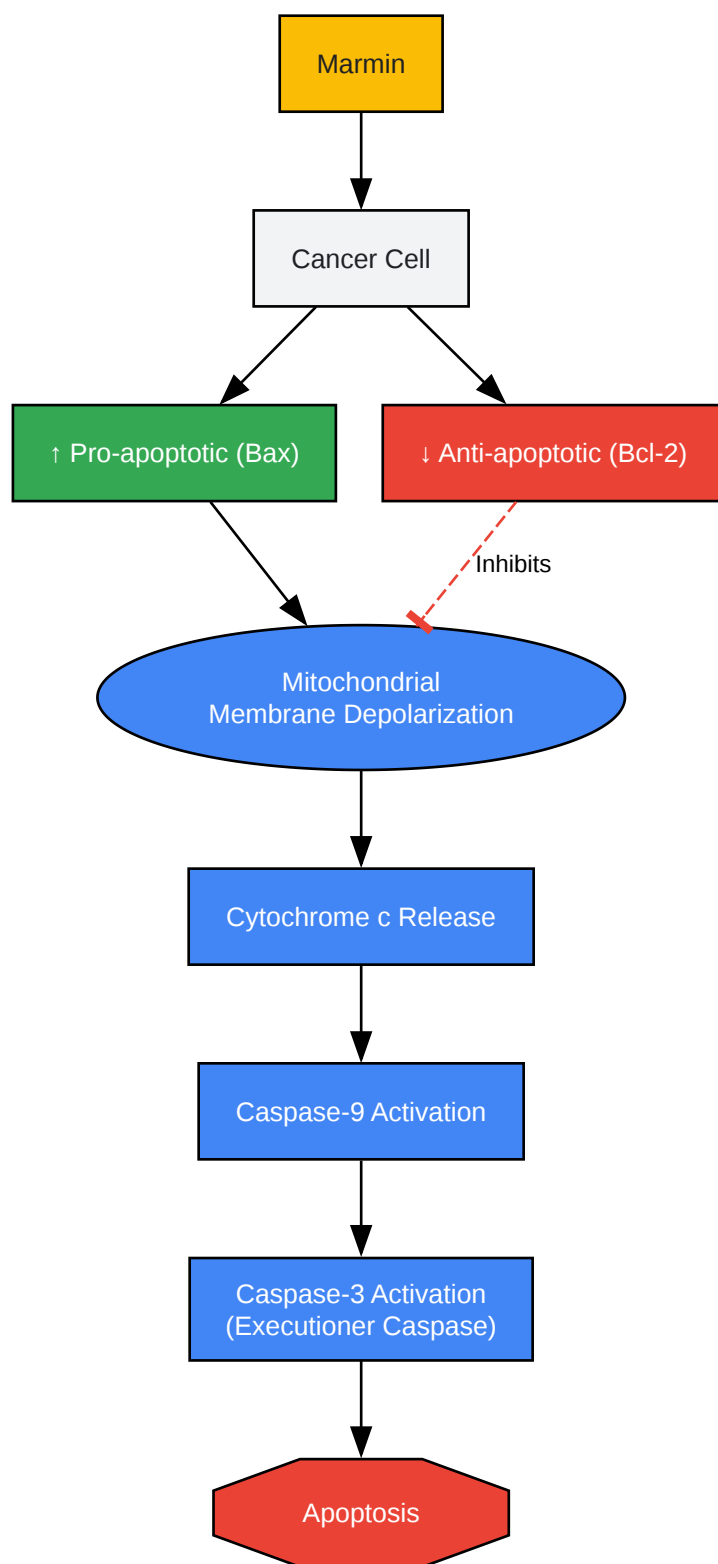 Marmin
Cancer Cell
↑ Pro-apoptotic (Bax)
↓ Anti-apoptotic (Bcl-2)
Inhibits
Mitochondrial
Membrane Depolarization
Cytochrome c Release
Caspase-9 Activation
Caspase-3 Activation
(Executioner Caspase)
Apoptosis